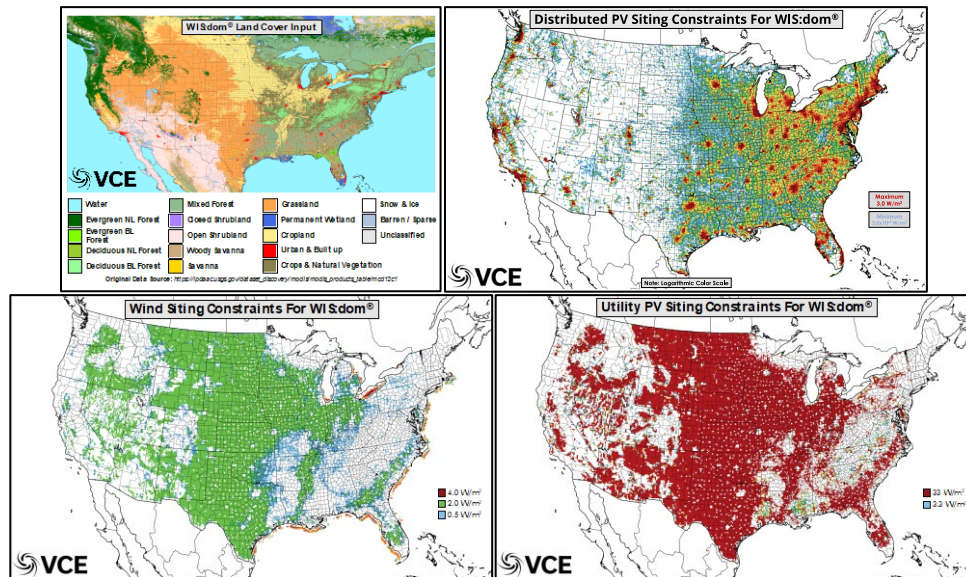 WIS:dom® Land Cover Input
VCE
Water
Evergreen NL Forest
Evergreen BL
Forest
Deciduous NL Forest
Deciduous BL Forest
Mixed Forest
Closed Shrubland
Open Shrubland
Woody Savanna
Savanna
Grassland
Permanent Wetland
Cropland
Urban & Built up
Crops & Natural Vegetation
Snow & Ice
Barren / Sparse
Unclassified
Original Data Source:
Distributed PV Siting Constraints For WIS:dom®
Maximum
3.0 W/m²
Minimum
VCE
Note: Logarithmic Color Scale
Wind Siting Constraints For WIS:dom®
4.0 W/m²
2.0 W/m²
0.5 W/m²
VCE
Utility PV Siting Constraints For WIS:dom®
33 W/m²
3.3 W/m²
VCE